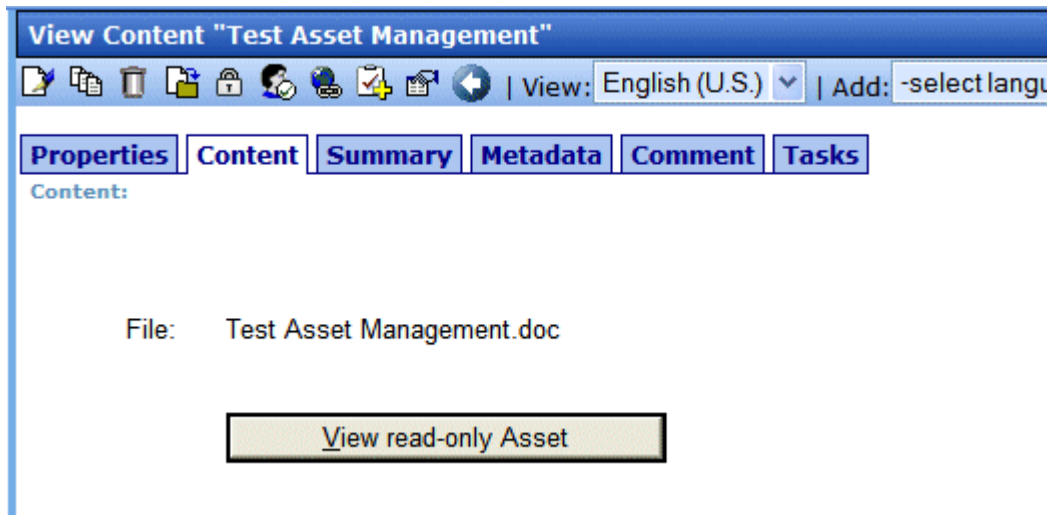 View Content "Test Asset Management"
| View: English (U.S.) | Add: -select langu
Properties Content Summary Metadata Comment Tasks
Content:
File: Test Asset Management.doc
View read-only Asset